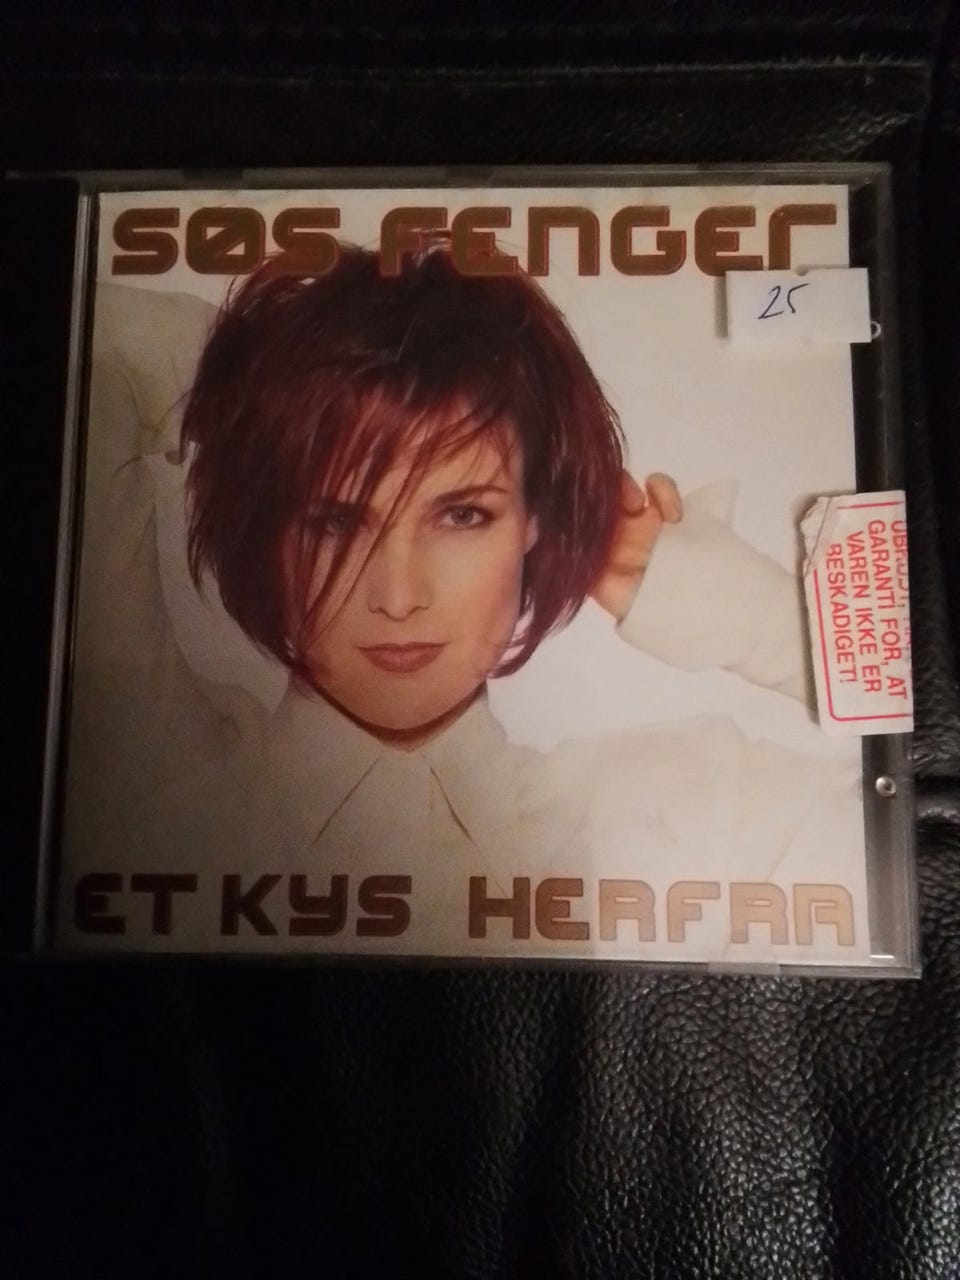 SØS FENGER
25
GARANTI FOR, AT
VAREN IKKE ER
BESKADIGET!
ET KYS HERFRA